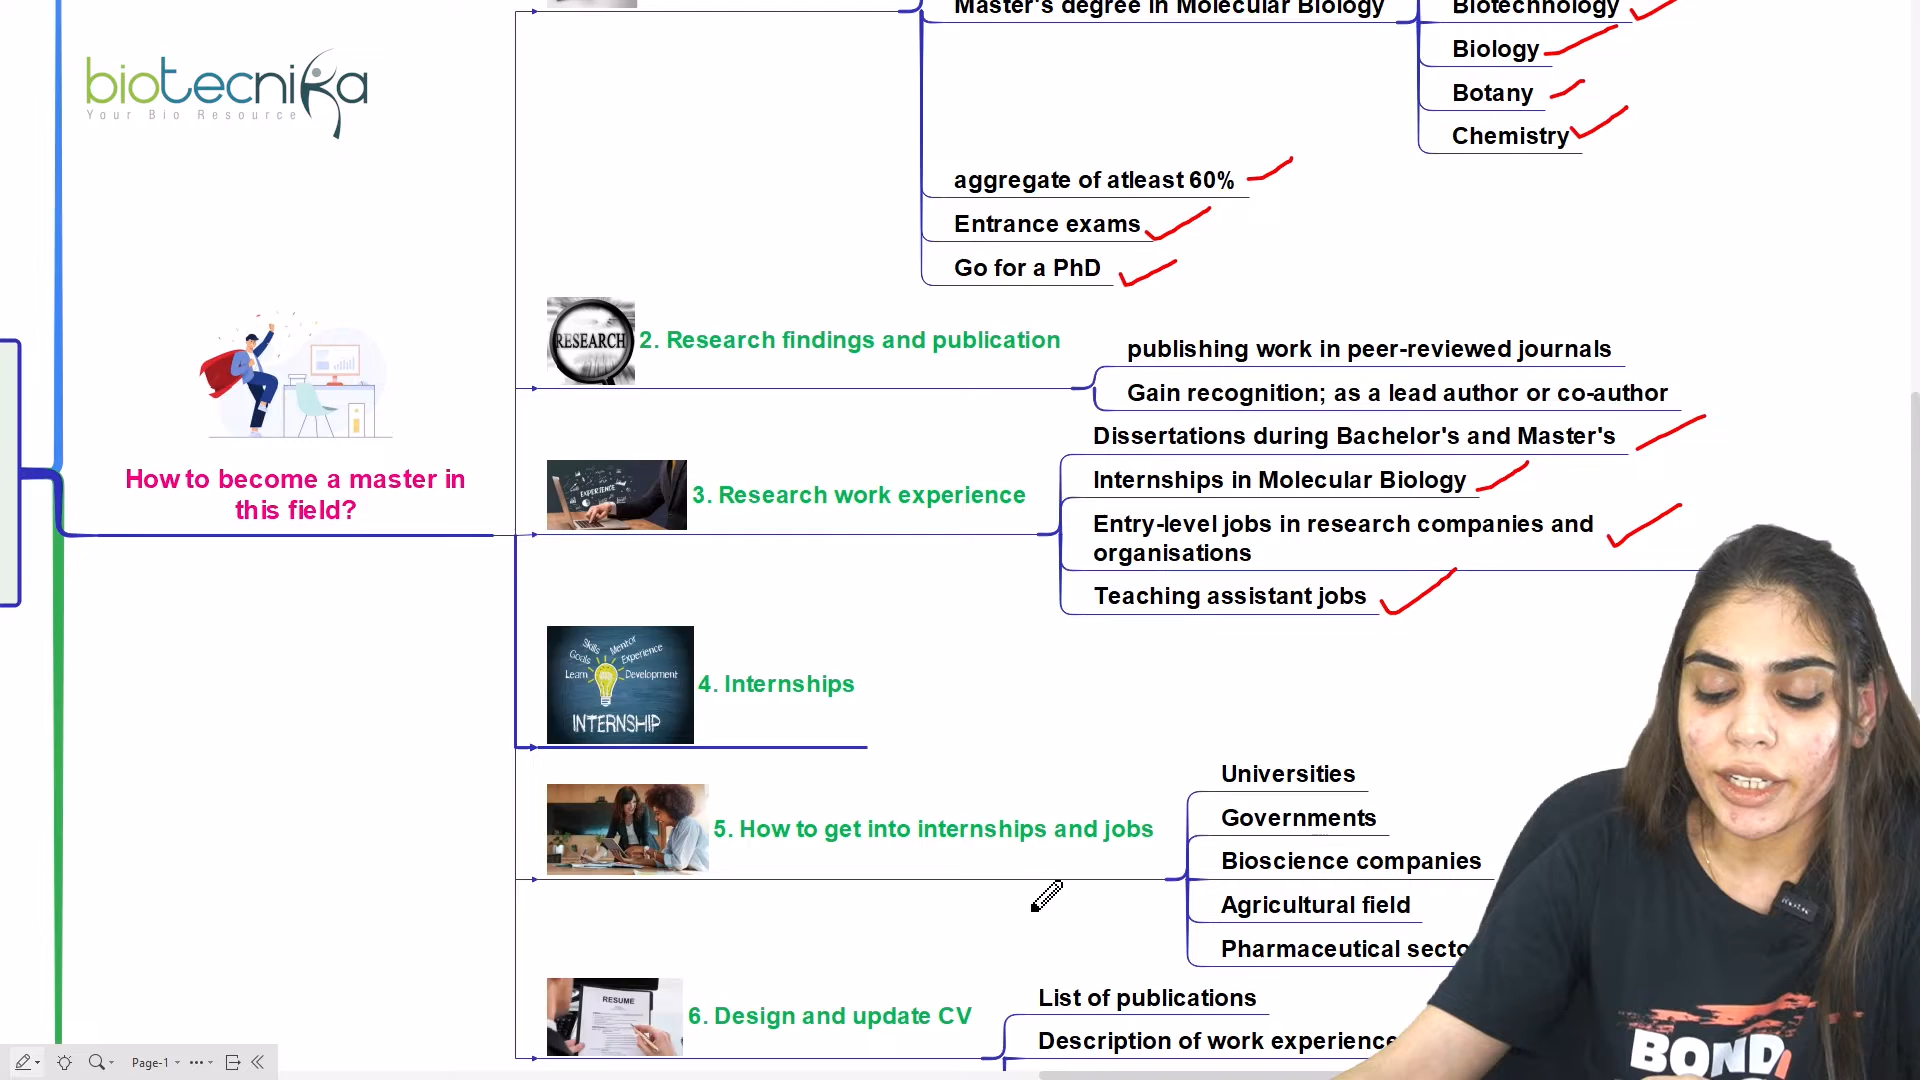 Master's degree in Molecular Biology
Biotechnology
Biology
Botany
Chemistry
biotecnika
Your Bio Resource
aggregate of atleast 60%
Entrance exams
Go for a PhD
RESEARCH
2. Research findings and publication
publishing work in peer-reviewed journals
Gain recognition; as a lead author or co-author
How to become a master in
this field?
EXPERIENCE
3. Research work experience
Dissertations during Bachelor's and Master's
Internships in Molecular Biology
Entry-level jobs in research companies and
organisations
Teaching assistant jobs
Skills
Mentor
Goals
Experience
Learn
Development
INTERNSHIP
4. Internships
5. How to get into internships and jobs
Universities
Governments
Bioscience companies
Agricultural field
Pharmaceutical secto
RESUME
6. Design and update CV
List of publications
Description of work experience
Page-1
BONDI